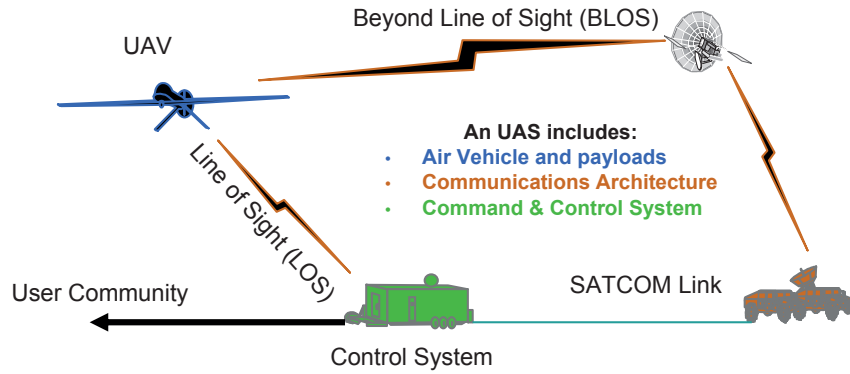 Beyond Line of Sight (BLOS)
UAV
An UAS includes:
• Air Vehicle and payloads
• Communications Architecture
• Command & Control System
Line of Sight (LOS)
User Community
SATCOM Link
Control System